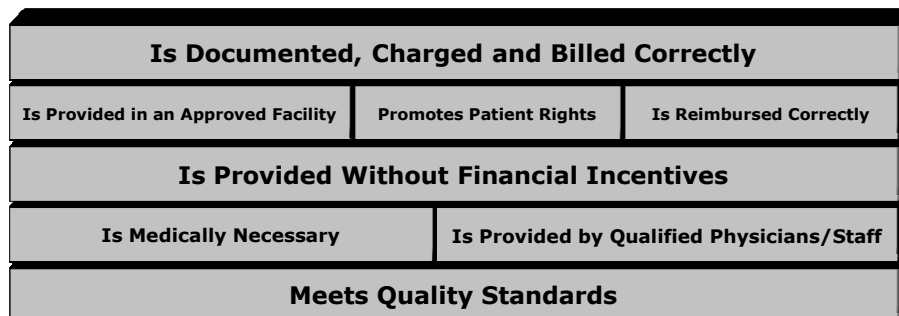 Is Documented, Charged and Billed Correctly
Is Provided in an Approved Facility
Promotes Patient Rights
Is Reimbursed Correctly
Is Provided Without Financial Incentives
Is Medically Necessary
Is Provided by Qualified Physicians/Staff
Meets Quality Standards